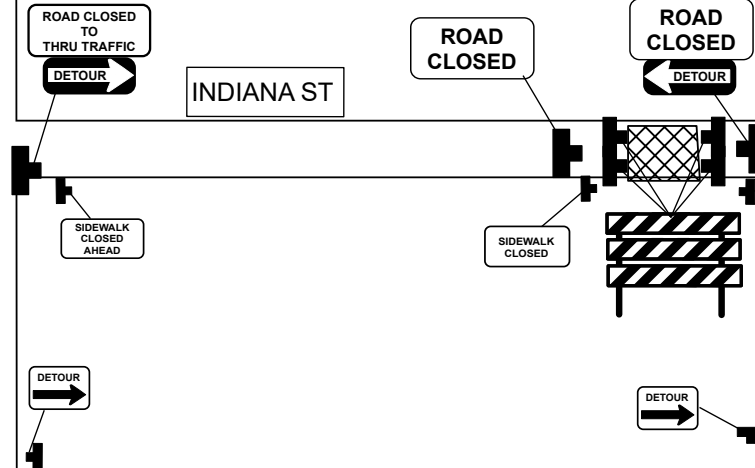 ROAD CLOSED
TO
THRU TRAFFIC
DETOUR
INDIANA ST
ROAD
CLOSED
ROAD
CLOSED
DETOUR
SIDEWALK
CLOSED
AHEAD
SIDEWALK
CLOSED
DETOUR
DETOUR